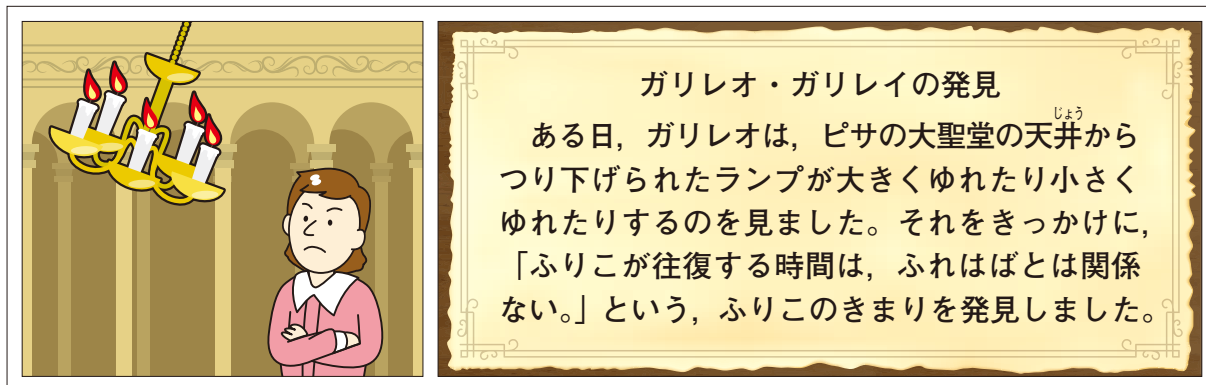 ガリレオ・ガリレイの発見
じょう
ある日，ガリレオは，ピサの大聖堂の天井から
つり下げられたランプが大きくゆれたり小さく
ゆれたりするのを見ました。それをきっかけに，
「ふりこが往復する時間は，ふれはばとは関係
ない。」という，ふりこのきまりを発見しました。